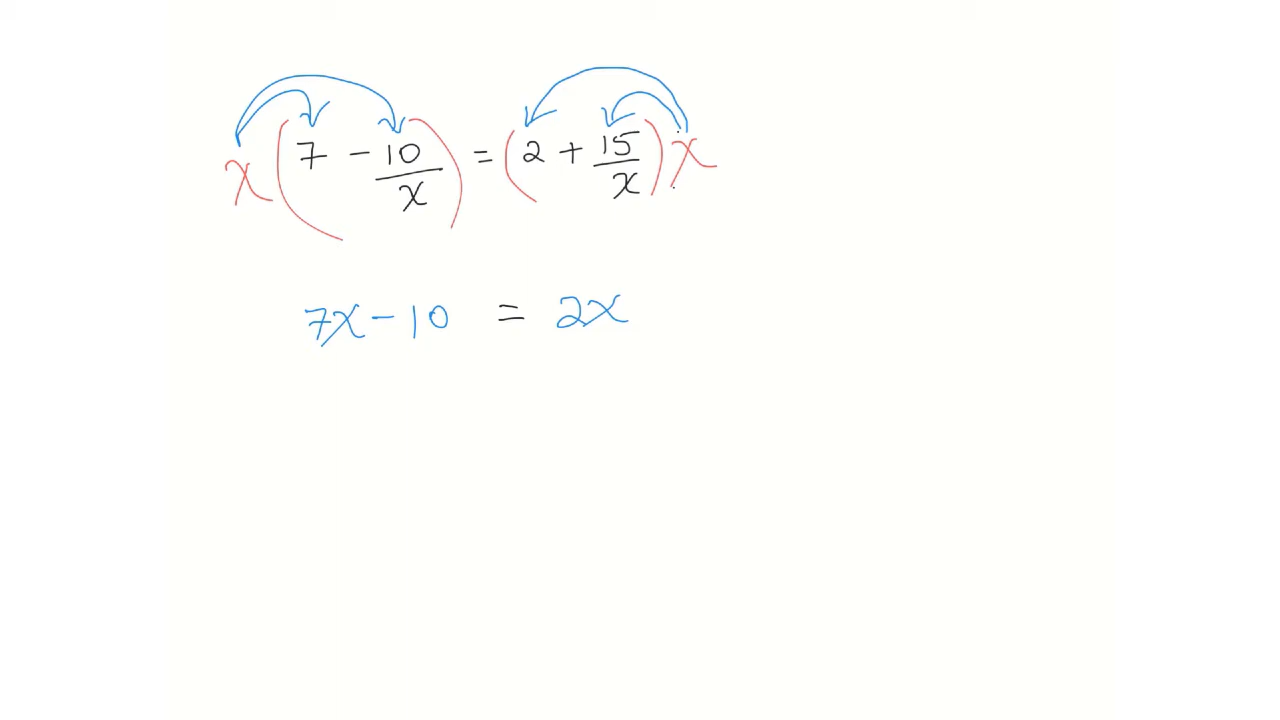 x(7 - 10/x) = (2 + 15/x)x
7x - 10 = 2x